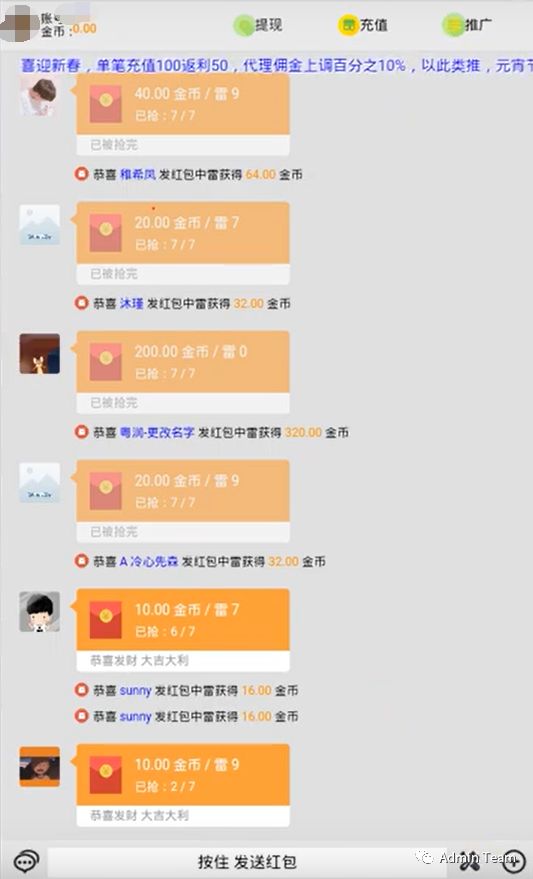 账号
金币：0.00
提现
充值
推广
喜迎新春，单笔充值100返利50，代理佣金上调百分之10%，以此类推，元宵节
40.00 金币 / 雷 9
已抢：7 / 7
已被抢完
恭喜 稚希凤 发红包中雷获得 64.00 金币
20.00 金币 / 雷 7
已抢：7 / 7
已被抢完
恭喜 沐瑾 发红包中雷获得 32.00 金币
200.00 金币 / 雷 0
已抢：7 / 7
已被抢完
恭喜 粤润-更改名字 发红包中雷获得 320.00 金币
20.00 金币 / 雷 9
已抢：7 / 7
已被抢完
恭喜 A 冷心先森 发红包中雷获得 32.00 金币
10.00 金币 / 雷 7
已抢：6 / 7
恭喜发财 大吉大利
恭喜 sunny 发红包中雷获得 16.00 金币
恭喜 sunny 发红包中雷获得 16.00 金币
10.00 金币 / 雷 9
已抢：2 / 7
恭喜发财 大吉大利
按住 发送红包
Admin Team